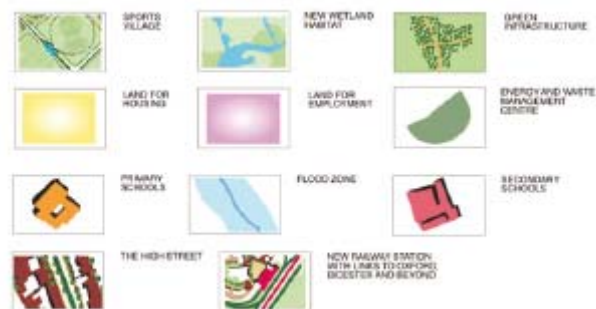 SPORTS
VILLAGE
NEW WETLAND
HABITAT
GREEN
INFRASTRUCTURE
LAND FOR
HOUSING
LAND FOR
EMPLOYMENT
ENERGY AND WASTE
MANAGEMENT
CENTRE
PRIMARY
SCHOOLS
FLOOD ZONE
SECONDARY
SCHOOLS
THE HIGH STREET
NEW RAILWAY STATION
WITH LINKS TO OXFORD,
BICESTER AND BEYOND